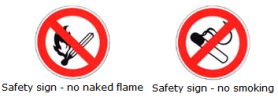 Safety sign - no naked flame
Safety sign - no smoking